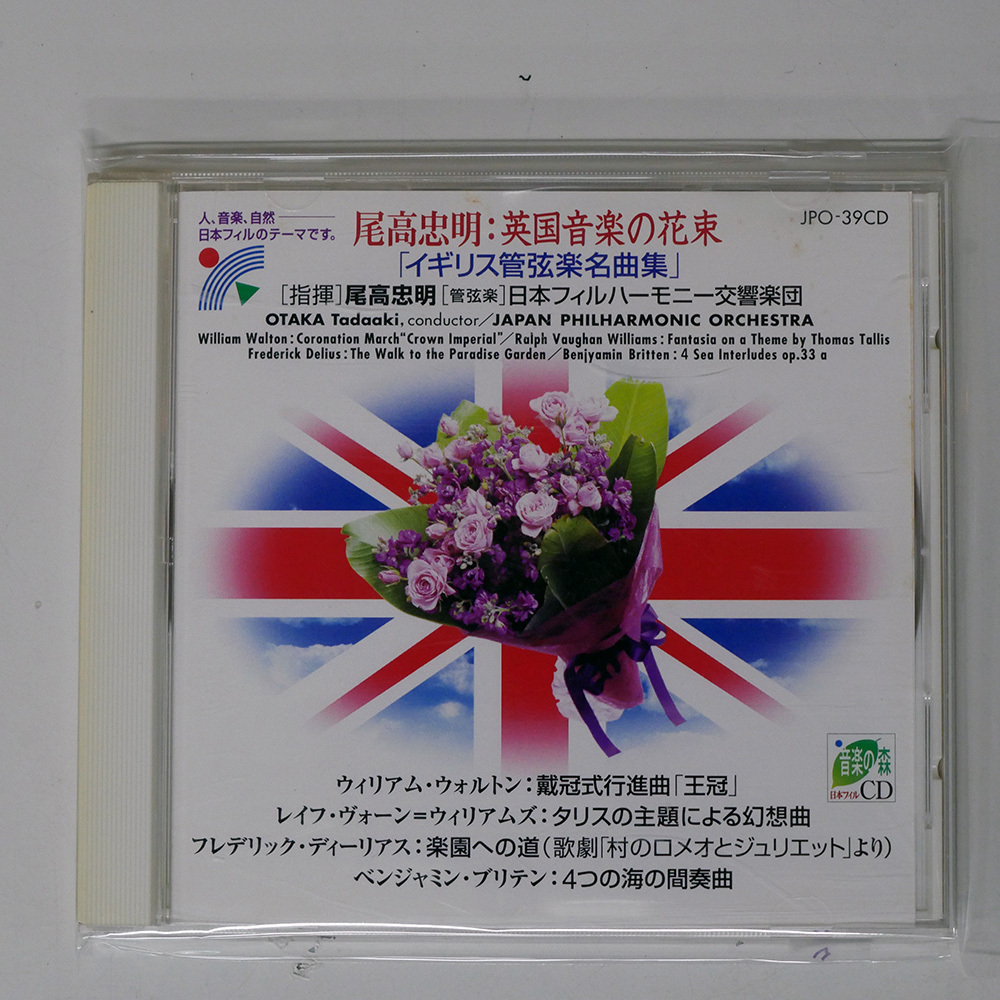 人、音楽、自然
日本フィルのテーマです。
尾高忠明：英国音楽の花束
JPO-39CD
「イギリス管弦楽名曲集」
［指揮］尾高忠明［管弦楽］日本フィルハーモニー交響楽団
OTAKA Tadaaki, conductor／JAPAN PHILHARMONIC ORCHESTRA
William Walton：Coronation March“Crown Imperial”／Ralph Vaughan Williams：Fantasia on a Theme by Thomas Tallis
Frederick Delius：The Walk to the Paradise Garden／Benjyamin Britten：4 Sea Interludes op.33 a
音楽の森
日本フィルCD
ウィリアム・ウォルトン：戴冠式行進曲「王冠」
レイフ・ヴォーン＝ウィリアムズ：タリスの主題による幻想曲
フレデリック・ディーリアス：楽園への道（歌劇「村のロメオとジュリエット」より）
ベンジャミン・ブリテン：4つの海の間奏曲